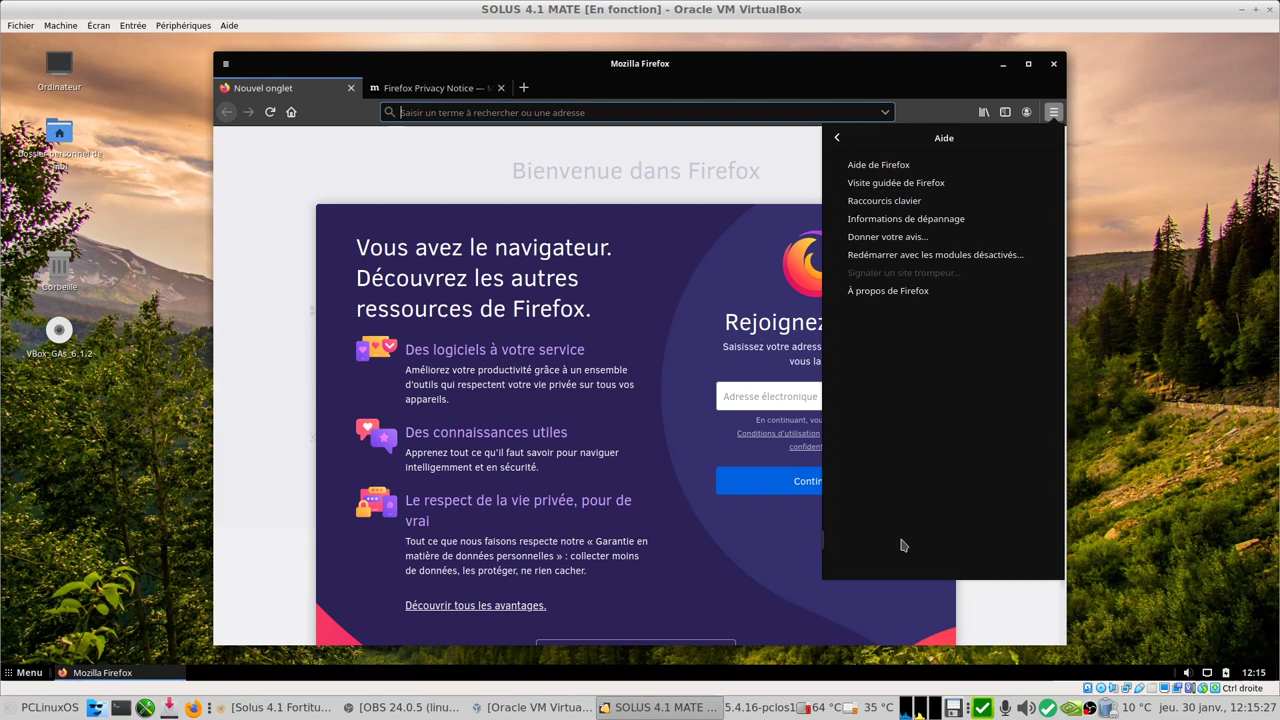 SOLUS 4.1 MATE [En fonction] - Oracle VM VirtualBox
Fichier Machine Écran Entrée Périphériques Aide
Ordinateur
Dossier personnel de
Corbeille
VBox_GAs_6.1.2
Mozilla Firefox
Nouvel onglet
m Firefox Privacy Notice —
Saisir un terme à rechercher ou une adresse
Bienvenue dans Firefox
Vous avez le navigateur.
Découvrez les autres
ressources de Firefox.
Des logiciels à votre service
Améliorez votre productivité grâce à un ensemble
d'outils qui respectent votre vie privée sur tous vos
appareils.
Des connaissances utiles
Apprenez tout ce qu'il faut savoir pour naviguer
intelligemment et en sécurité.
Le respect de la vie privée, pour de
vrai
Tout ce que nous faisons respecte notre « Garantie en
matière de données personnelles » : collecter moins
de données, les protéger, ne rien cacher.
Découvrir tous les avantages.
Rejoignez
Saisissez votre adres
vous la
Adresse électronique
En continuant, vou
Conditions d'utilisation
confident
Contin
Aide
Aide de Firefox
Visite guidée de Firefox
Raccourcis clavier
Informations de dépannage
Donner votre avis...
Redémarrer avec les modules désactivés...
Signaler un site trompeur...
À propos de Firefox
Menu Mozilla Firefox 12:15
Ctrl droite
PCLinuxOS [Solus 4.1 Fortitu... [OBS 24.0.3 (linu... [Oracle VM Virtua... SOLUS 4.1 MATE ... 5.4.16-pclos1 64 °C 35 °C 10 °C jeu. 30 janv., 12:15:27